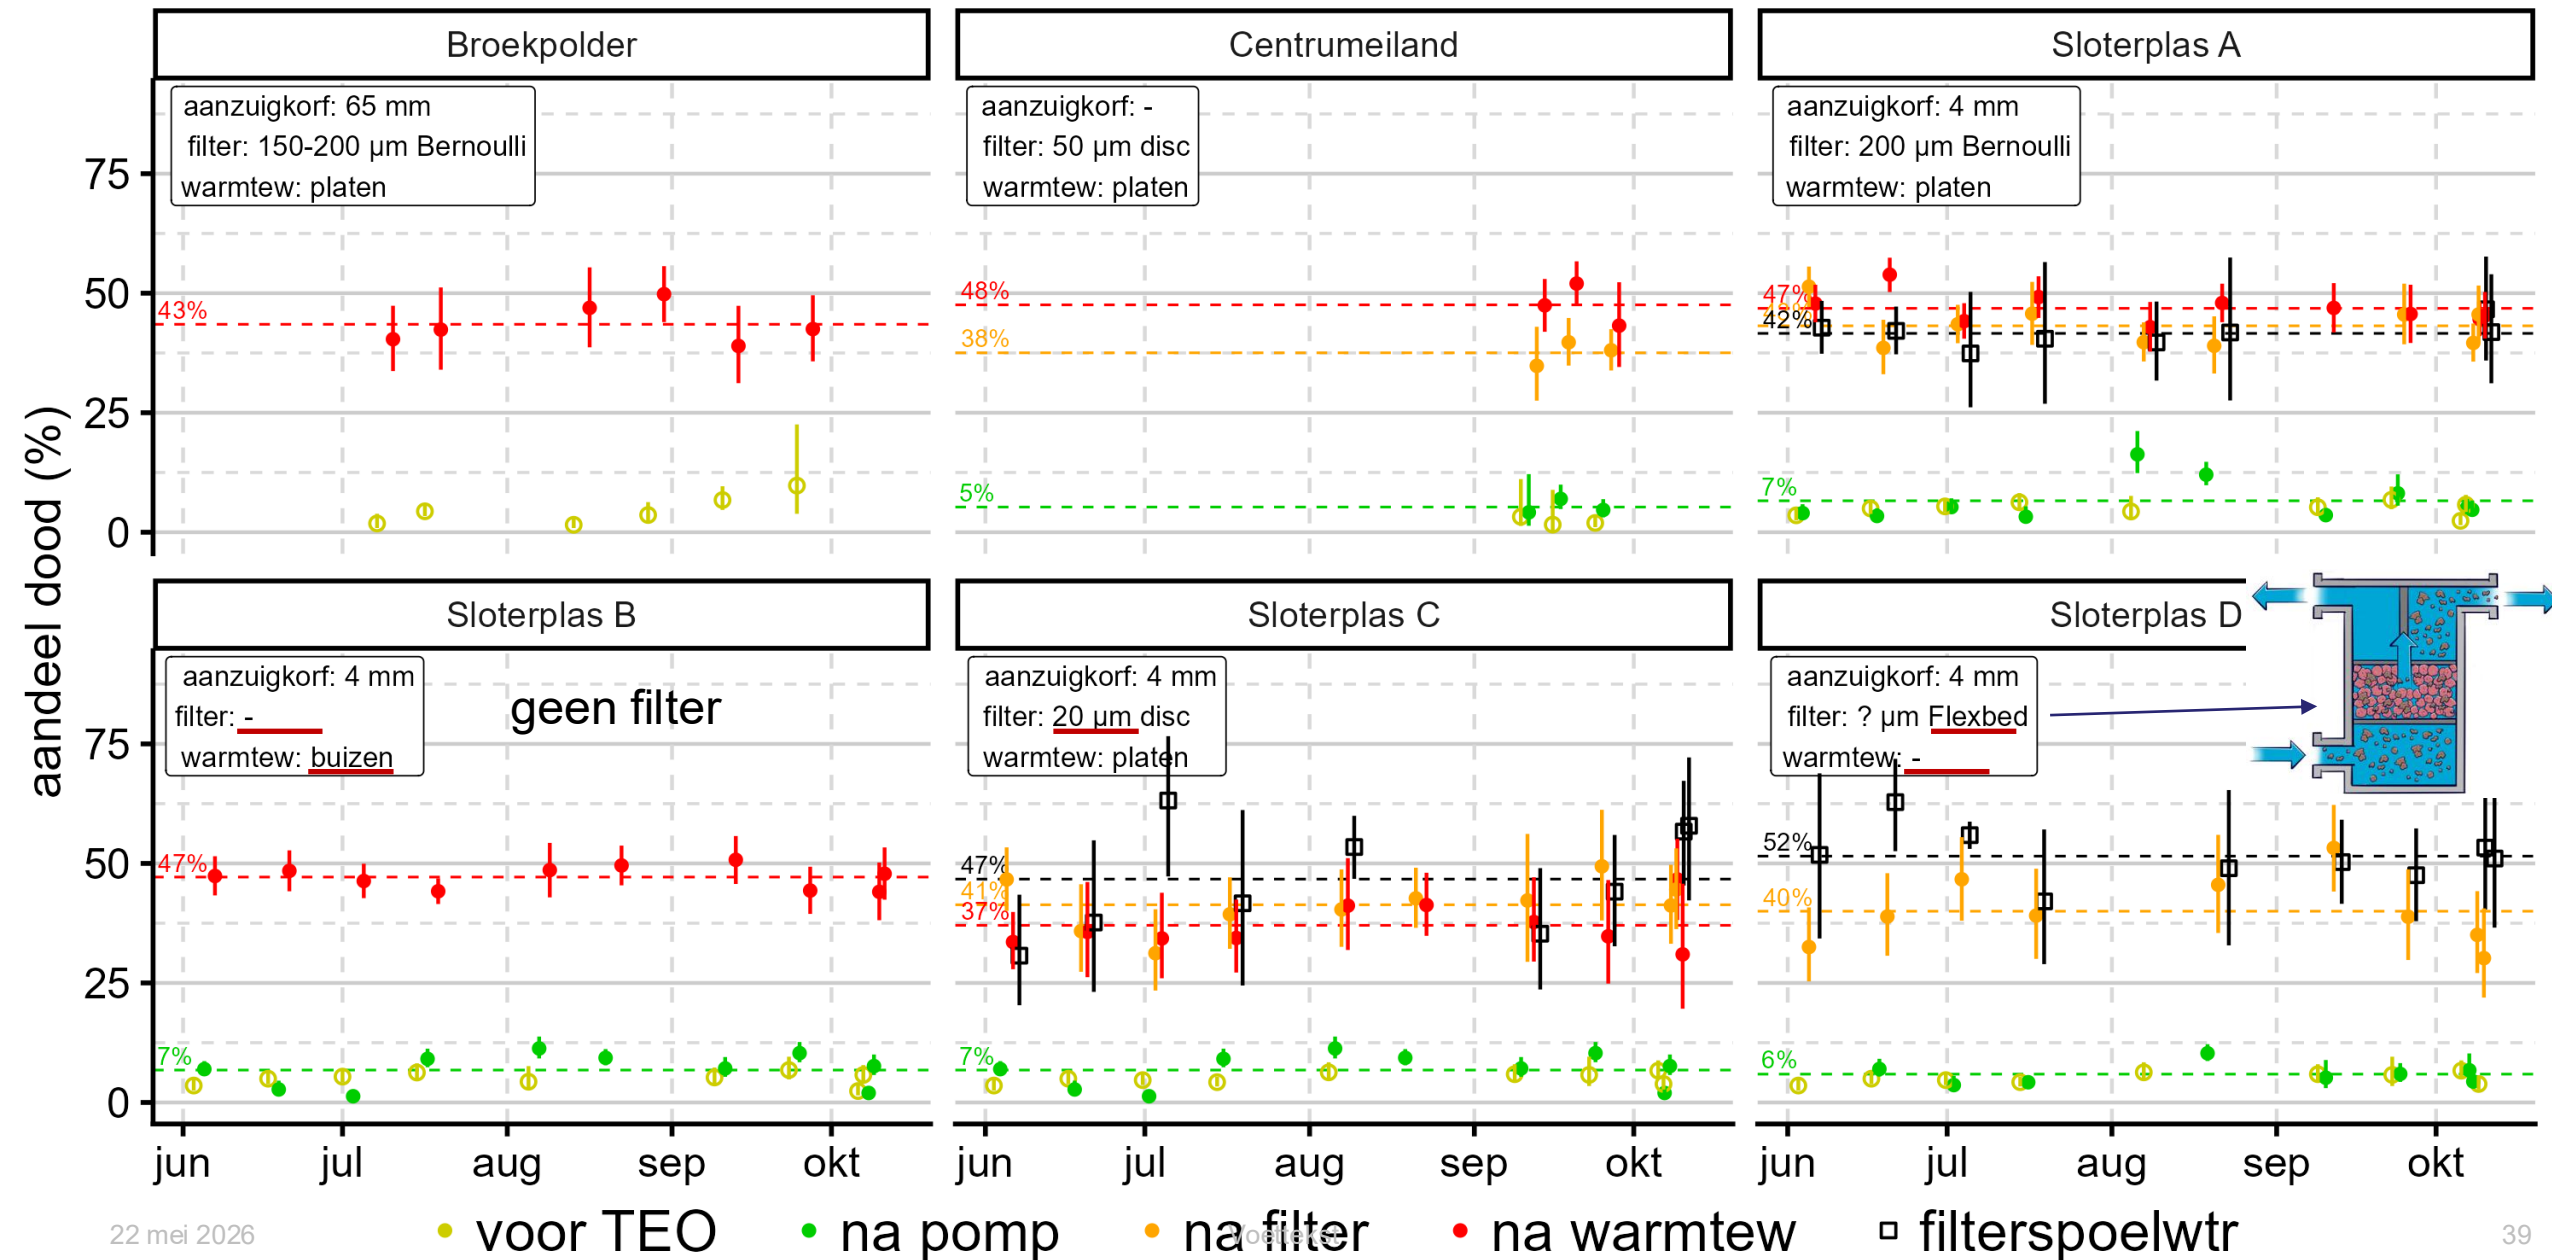 Broekpolder
Centrumeiland
Sloterplas A
aanzuigkorf: 65 mm
filter: 150-200 µm Bernoulli
warmtew: platen
aanzuigkorf: -
filter: 50 µm disc
warmtew: platen
aanzuigkorf: 4 mm
filter: 200 µm Bernoulli
warmtew: platen
75
50
25
0
43%
48%
38%
5%
47%
42%
7%
aandeel dood (%)
Sloterplas B
Sloterplas C
Sloterplas D
aanzuigkorf: 4 mm
filter: -
warmtew: buizen
geen filter
aanzuigkorf: 4 mm
filter: 20 µm disc
warmtew: platen
aanzuigkorf: 4 mm
filter: ? µm Flexbed
warmtew: -
75
50
25
0
47%
7%
47%
41%
37%
7%
52%
40%
6%
jun jul aug sep okt
jun jul aug sep okt
jun jul aug sep okt
voor TEO na pomp na filter na warmtew filterspoelwtr
22 mei 2026
Voettekst
39